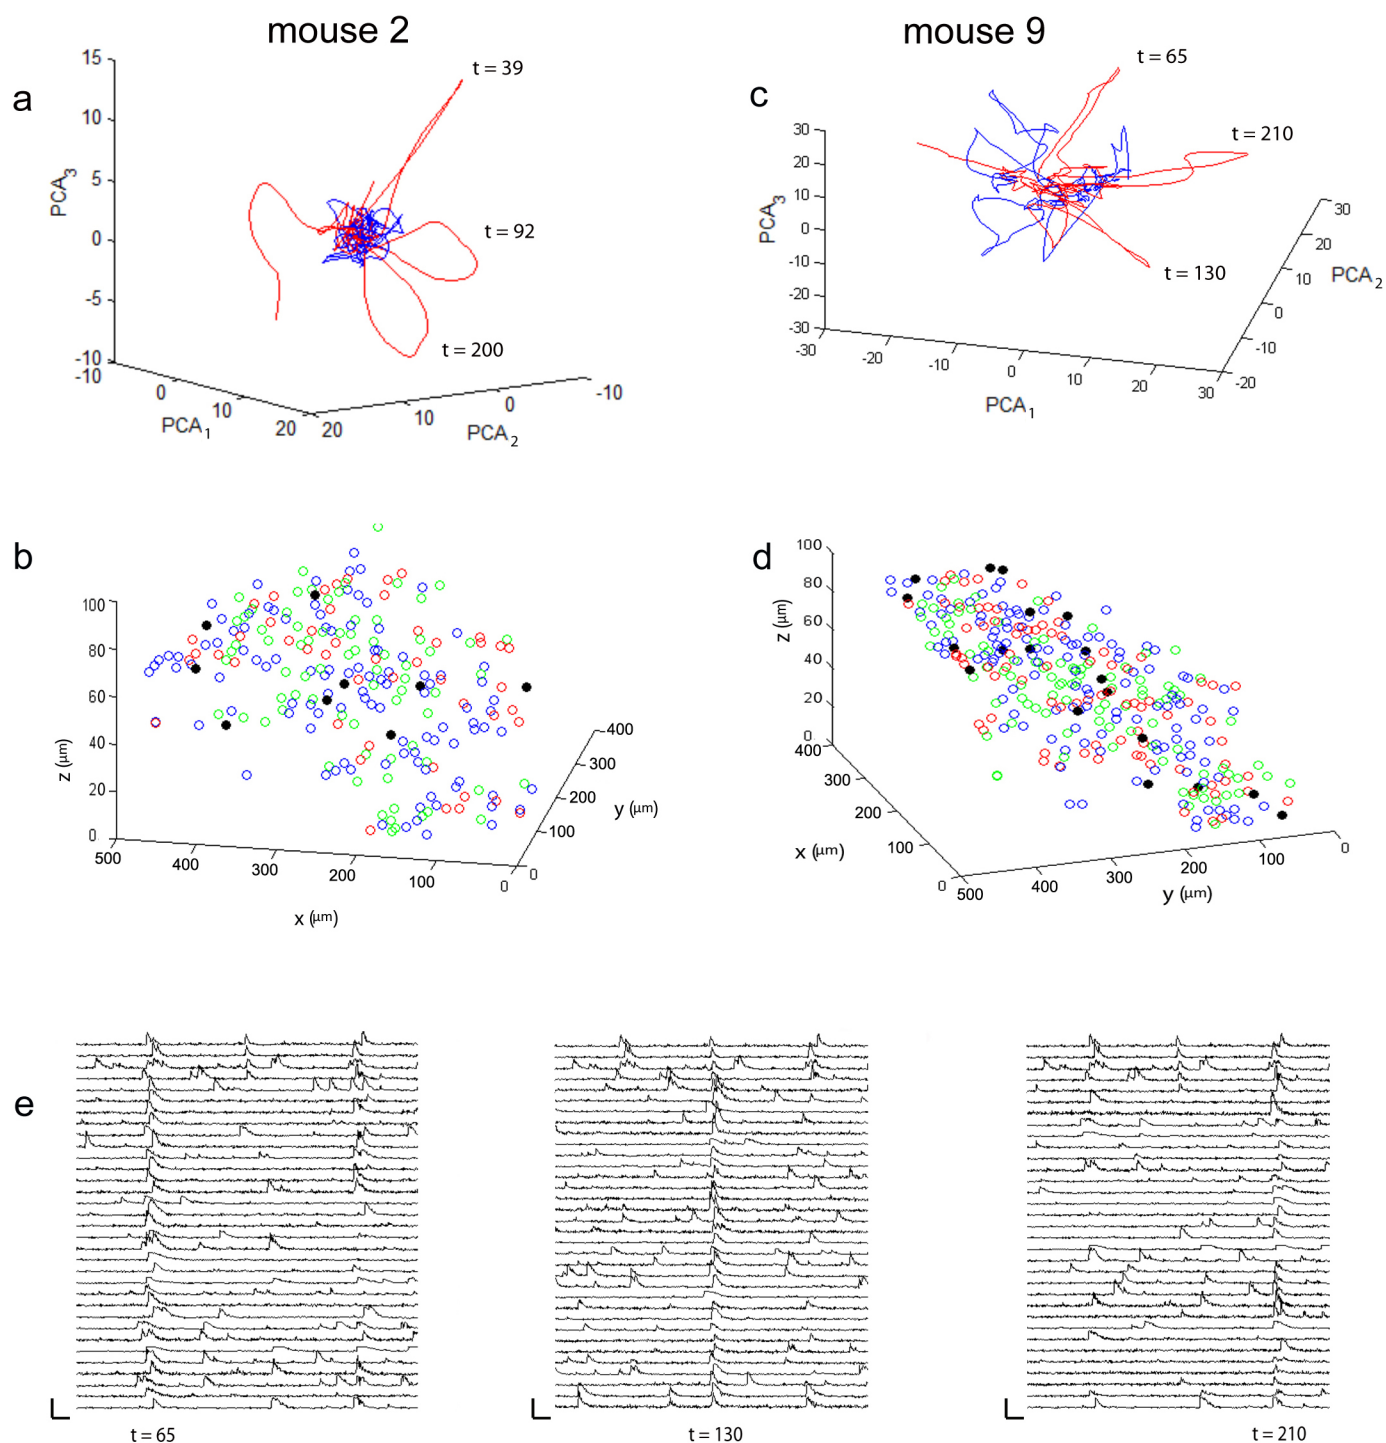 mouse 2
mouse 9
a
15
10
5
0
-5
-10
PCA3
-10
0
10
20
PCA1
20
10
0
-10
PCA2
t = 39
t = 92
t = 200
c
30
20
10
0
-10
-20
-30
PCA3
-30
-20
-10
0
10
20
30
PCA1
-20
-10
0
10
20
30
PCA2
t = 65
t = 210
t = 130
b
100
80
60
40
20
0
z (µm)
500
400
300
200
100
0
x (µm)
0
100
200
300
400
y (µm)
d
100
80
60
40
20
0
z (µm)
400
300
200
100
0
x (µm)
500
400
300
200
100
0
y (µm)
e
t = 65
t = 130
t = 210